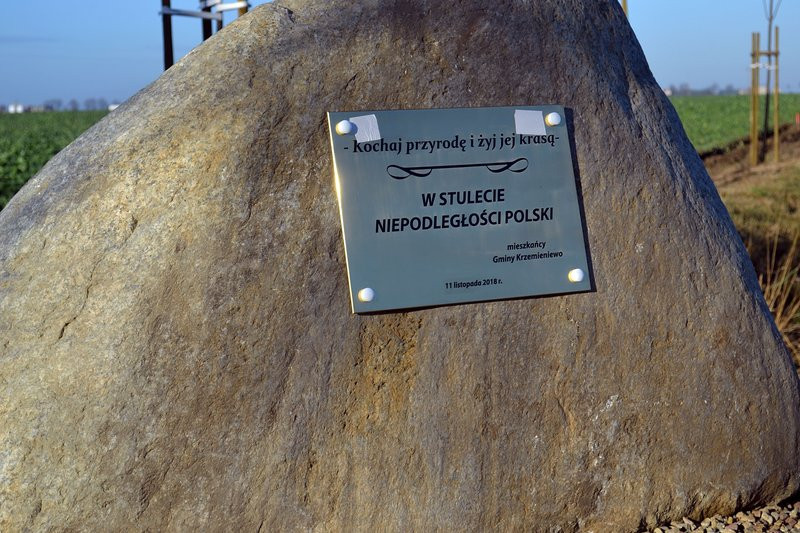 - Kochaj przyrodę i żyj jej krasą-
W STULECIE
NIEPODLEGŁOŚCI POLSKI
mieszkańcy
Gminy Krzemieniewo
11 listopada 2018 r.